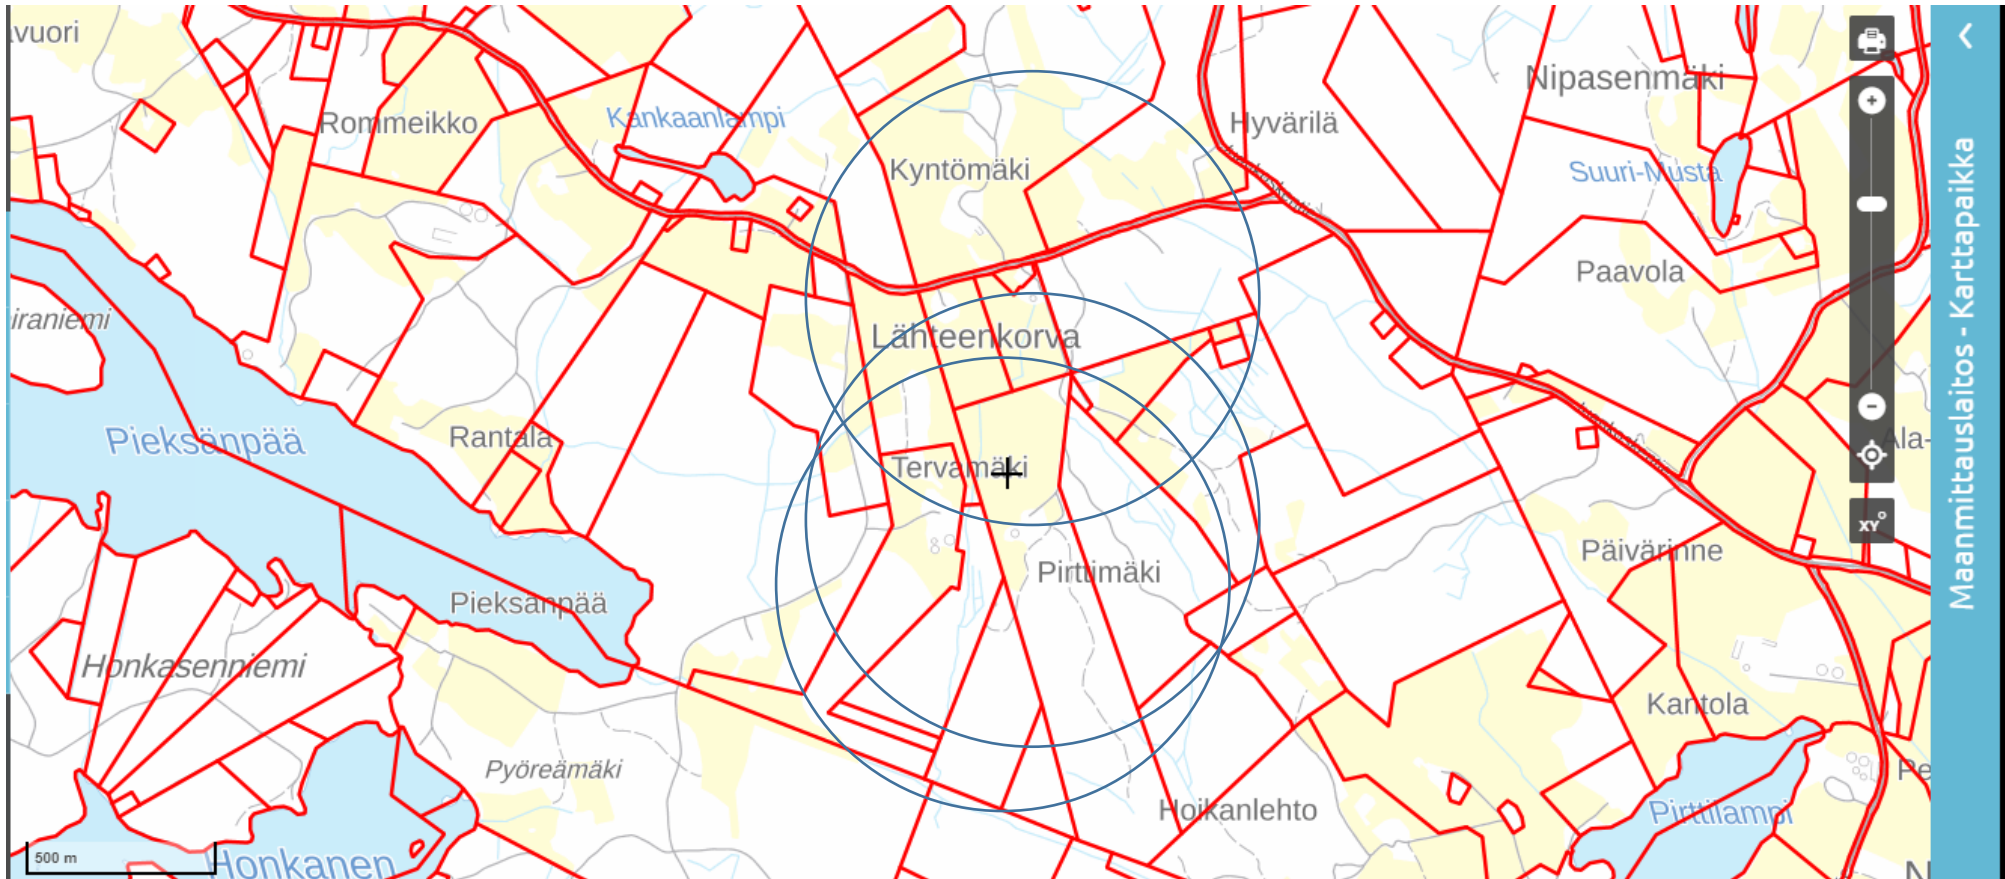 vuori
Nipasenmäki
Rommeikko
Kankaanlampi
Hyvärilä
Kyntömäki
Suuri-Musta
Paavola
iraniemi
Lähteenkorva
Pieksänpää
Rantala
Ala-
Tervamäki
Päivärinne
Pirttimäki
Pieksänpää
Honkasenniemi
Kantola
Pyöreämäki
Pe
Hoikanlehto
Pirttilampi
500 m
Honkanen
N
XY°
Maanmittauslaitos - Karttapaikka